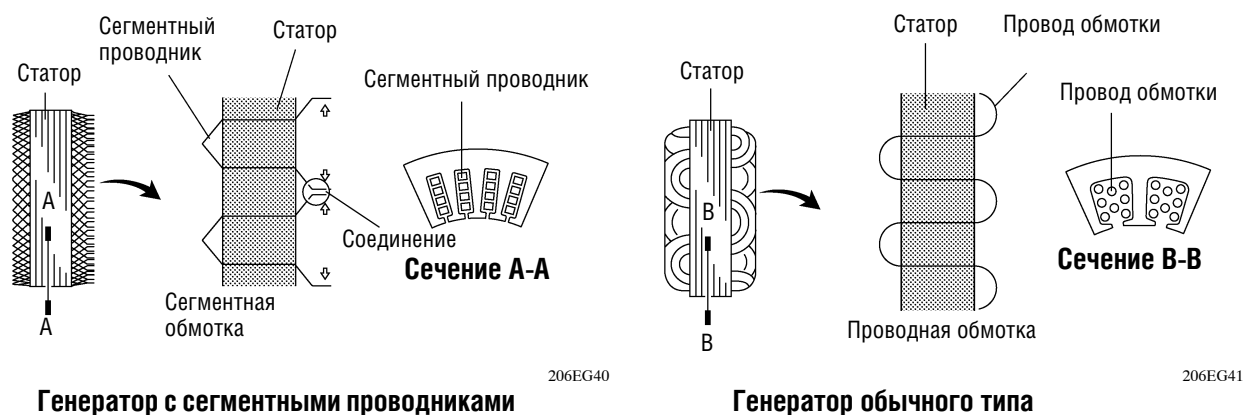 Сегментный
проводник
Статор
Статор
Сегментный проводник
A
Соединение
Сечение А-А
A
Сегментная
обмотка
206EG40
Генератор с сегментными проводниками
Статор
Провод обмотки
Статор
Провод обмотки
B
Сечение В-В
B
Проводная обмотка
206EG41
Генератор обычного типа